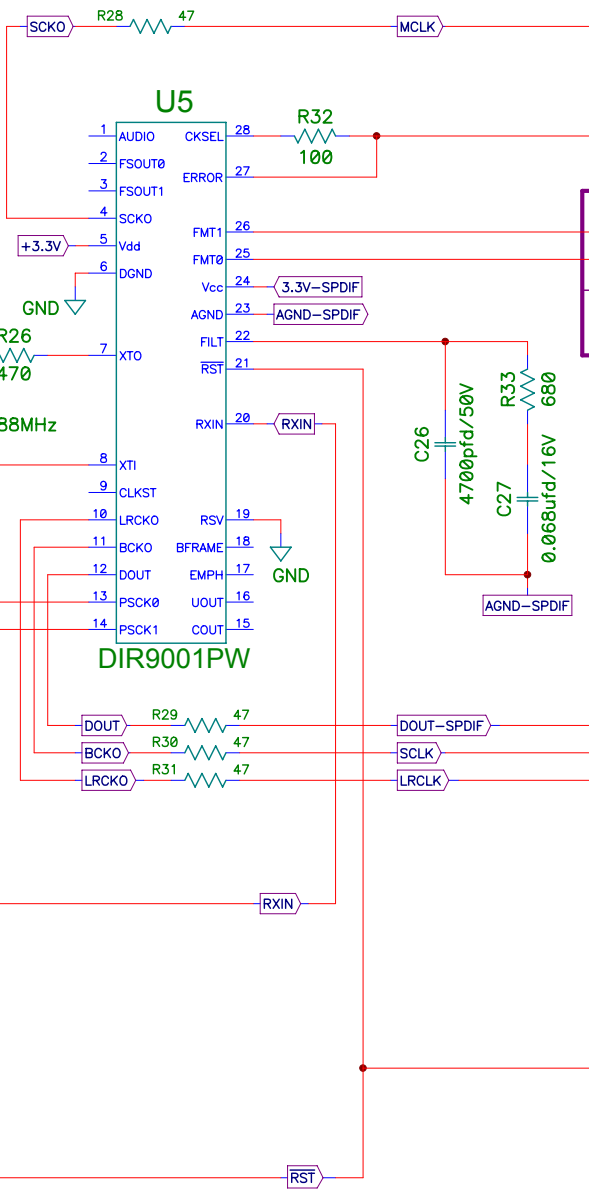 SCKO
R28
47
MCLK
U5
R32
100
1
AUDIO
CKSEL
28
2
FSOUT0
3
FSOUT1
ERROR
27
4
SCKO
+3.3V
5
Vdd
FMT1
26
6
DGND
FMT0
25
GND
Vcc
24
3.3V-SPDIF
AGND
23
AGND-SPDIF
R26
470
7
XTO
FILT
22
RST
21
R33
680
88MHz
RXIN
20
RXIN
C26
4700pfd/50V
8
XTI
9
CLKST
C27
0.068ufd/16V
10
LRCKO
RSV
19
11
BCKO
BFRAME
18
GND
12
DOUT
EMPH
17
13
PSCK0
UOUT
16
14
PSCK1
COUT
15
AGND-SPDIF
DIR9001PW
DOUT
R29
47
DOUT-SPDIF
BCKO
R30
47
SCLK
LRCKO
R31
47
LRCLK
RXIN
RST